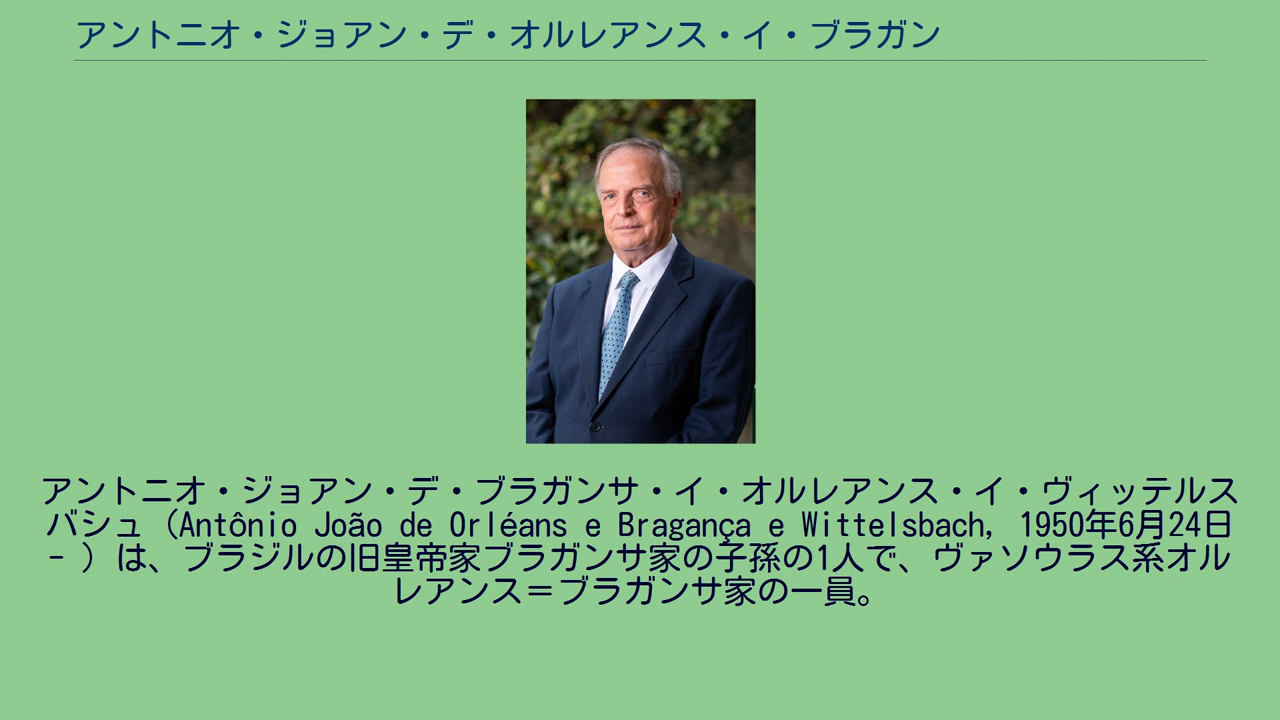 アントニオ・ジョアン・デ・オルレアンス・イ・ブラガン
アントニオ・ジョアン・デ・ブラガンサ・イ・オルレアンス・イ・ヴィッテルス
バシュ（Antônio João de Orléans e Bragança e Wittelsbach, 1950年6月24日
- ）は、ブラジルの旧皇帝家ブラガンサ家の子孫の1人で、ヴァソウラス系オル
レアンス＝ブラガンサ家の一員。